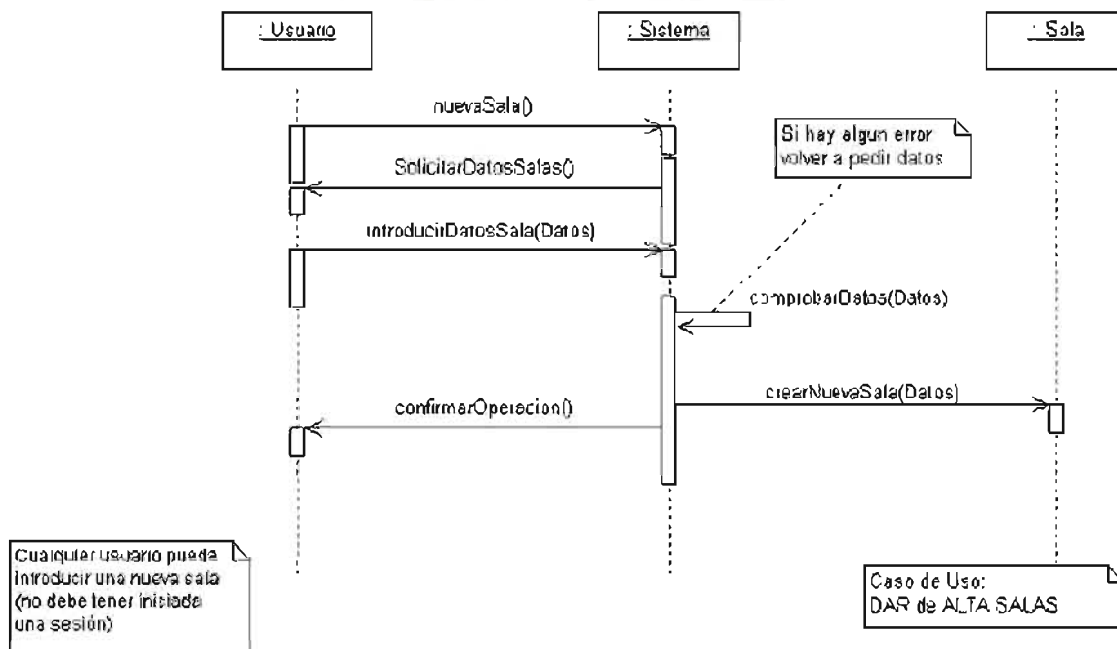 : Usuario
: Sistema
: Sala
nuevaSala()
Si hay algun error
volver a pedir datos
SolicitarDatosSalas()
introducirDatosSala(Datos)
comprobarDatos(Datos)
crearNuevaSala(Datos)
confirmarOperacion()
Cualquier usuario puede
introducir una nueva sala
(no debe tener iniciada
una sesión)
Caso de Uso:
DAR de ALTA SALAS